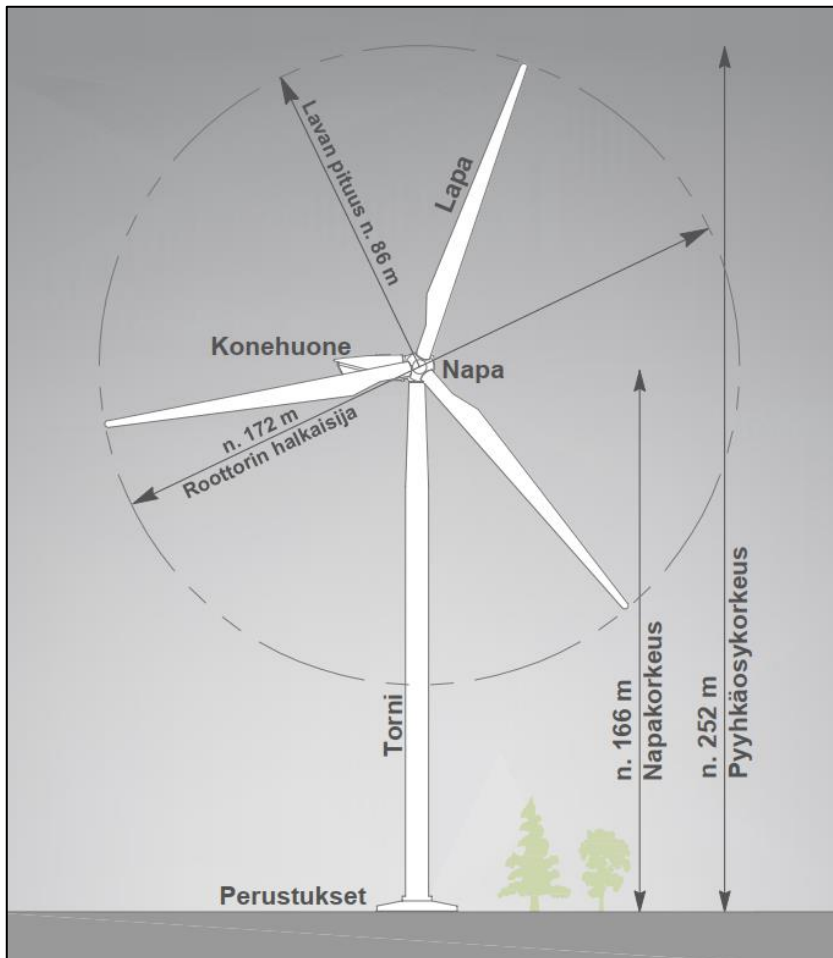 Lavan pituus n. 86 m
Lapa
Konehuone
Napa
n. 172 m
Roottorin halkaisija
Torni
n. 166 m
Napakorkeus
n. 252 m
Pyyhkäosykorkeus
Perustukset